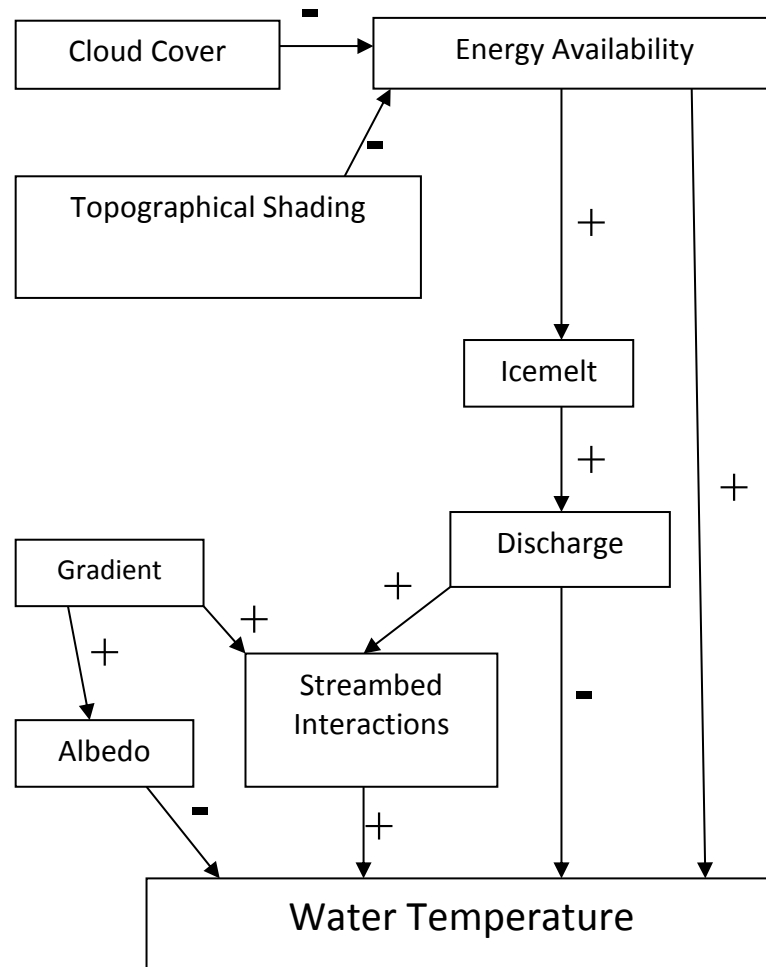 -
Cloud Cover
Energy Availability
-
Topographical Shading
+
Icemelt
+
+
Discharge
Gradient
+
+
+
Streambed
Interactions
-
Albedo
-
+
Water Temperature